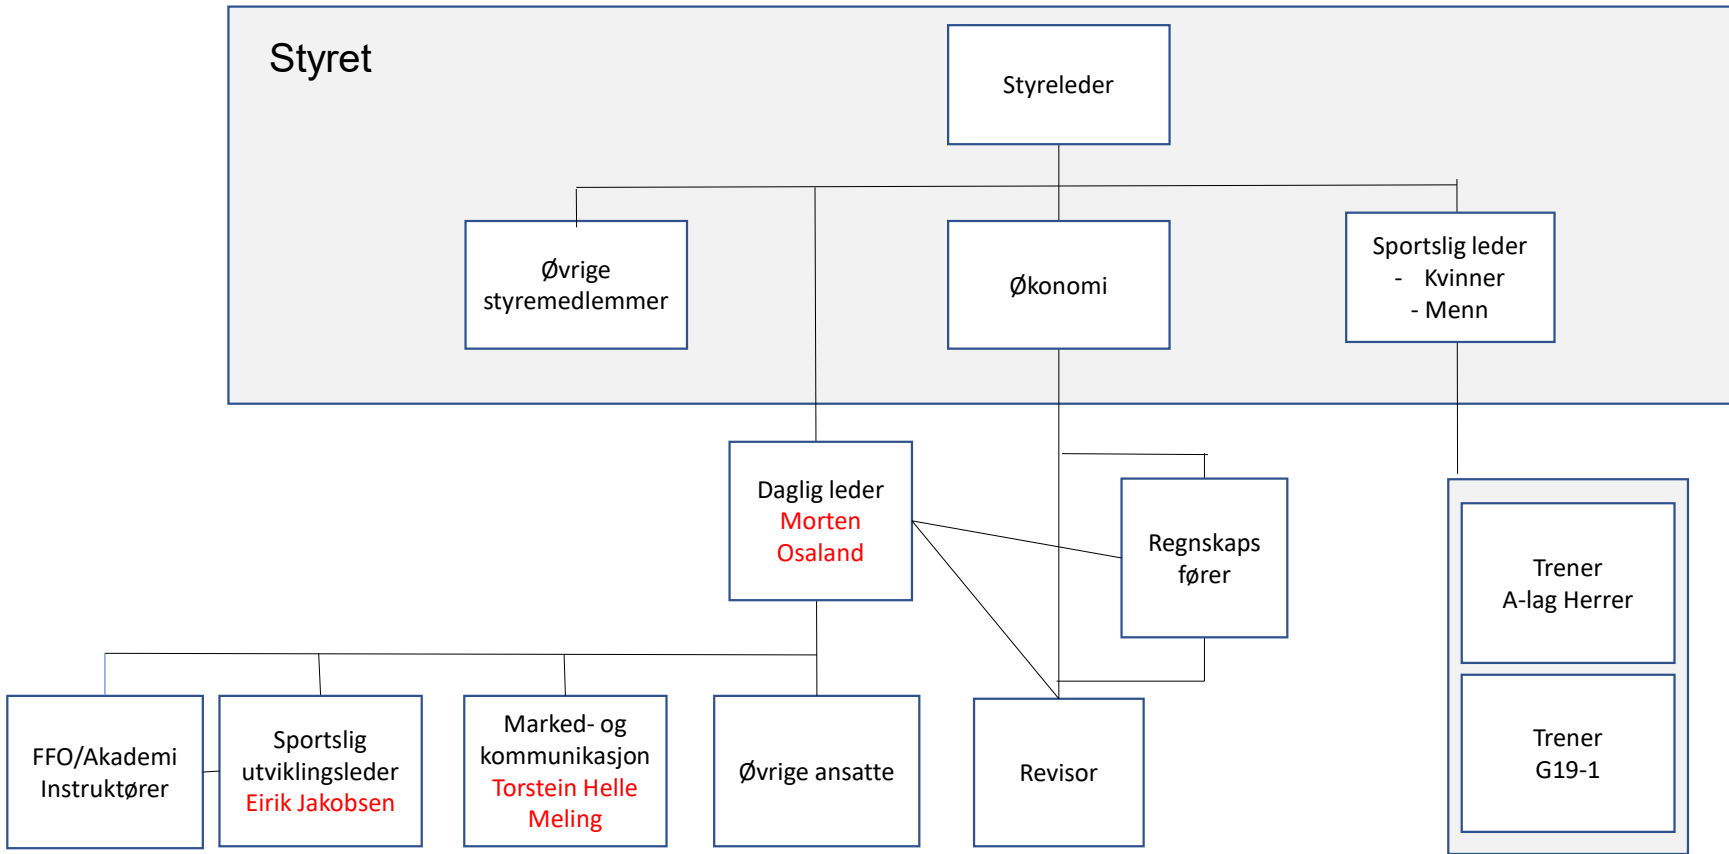 Styret
Styreleder
Øvrige
styremedlemmer
Økonomi
Sportslig leder
- Kvinner
- Menn
Daglig leder
Morten
Osaland
Regnskaps
fører
Trener
A-lag Herrer
Trener
G19-1
FFO/Akademi
Instruktører
Sportslig
utviklingsleder
Eirik Jakobsen
Marked- og
kommunikasjon
Torstein Helle
Meling
Øvrige ansatte
Revisor